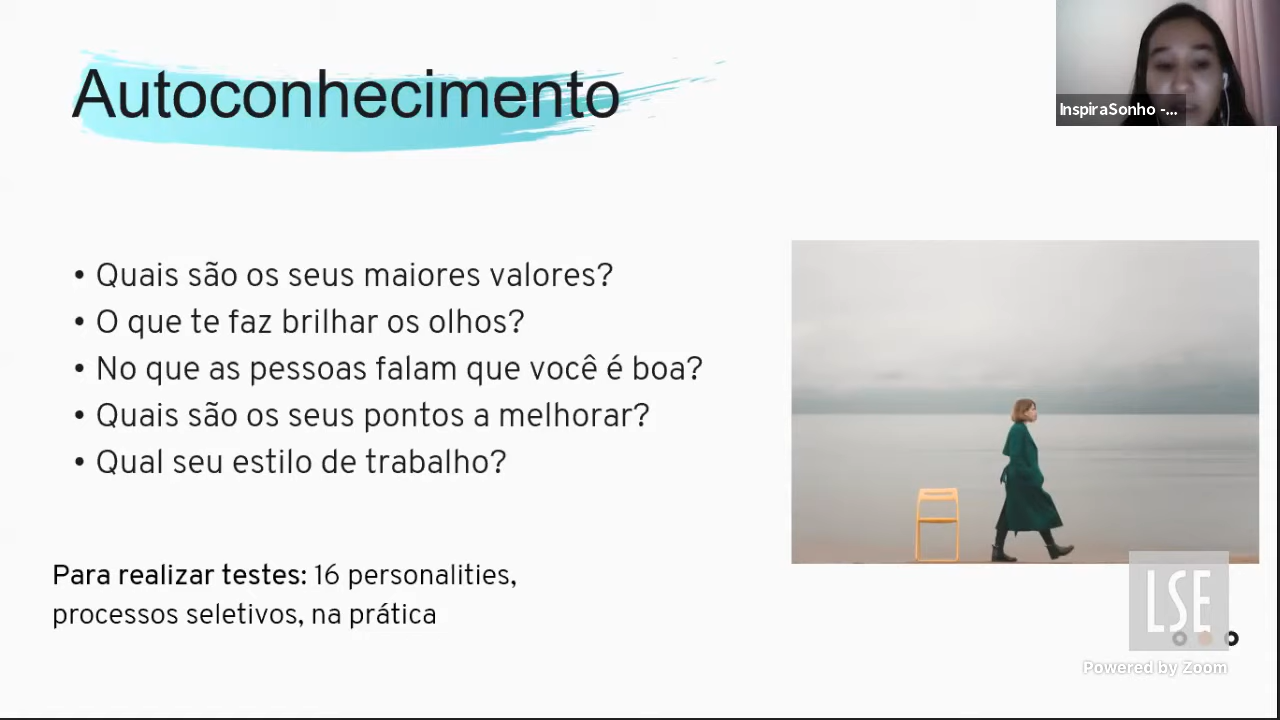 Autoconhecimento
InspiraSonho -...
• Quais são os seus maiores valores?
• O que te faz brilhar os olhos?
• No que as pessoas falam que você é boa?
• Quais são os seus pontos a melhorar?
• Qual seu estilo de trabalho?
Para realizar testes: 16 personalities,
processos seletivos, na prática
LSE
Powered by Zoom